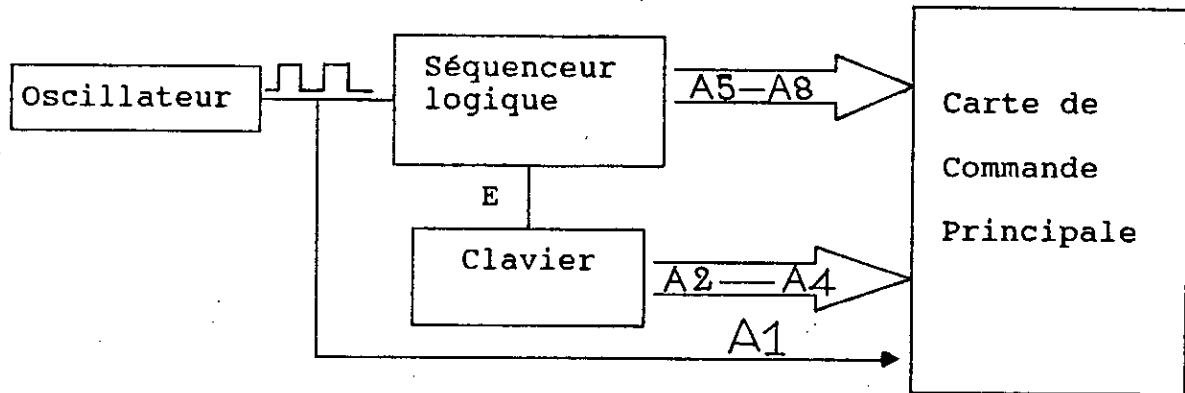 Oscillateur
Séquenceur
logique
A5—A8
Carte de
Commande
Principale
E
Clavier
A2——A4
A1